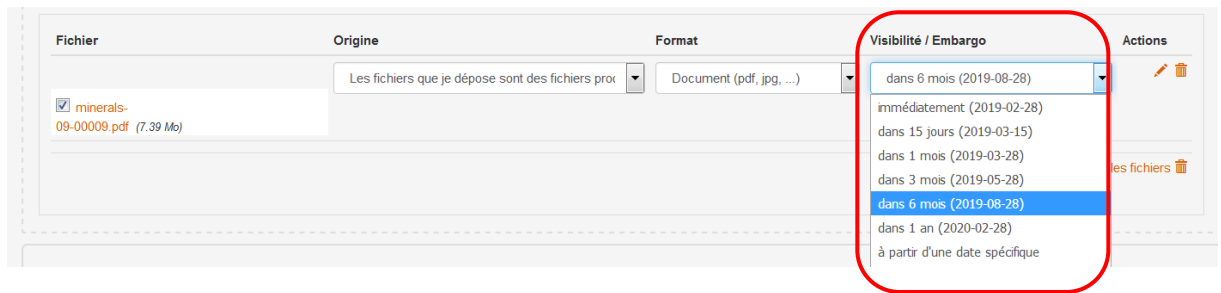 Fichier Origine Format Visibilité / Embargo Actions
Les fichiers que je dépose sont des fichiers proc Document (pdf, jpg, ...) dans 6 mois (2019-08-28)
minerals-
09-00009.pdf (7.39 Mo)
immédiatement (2019-02-28)
dans 15 jours (2019-03-15)
dans 1 mois (2019-03-28)
les fichiers
dans 3 mois (2019-05-28)
dans 6 mois (2019-08-28)
dans 1 an (2020-02-28)
à partir d'une date spécifique